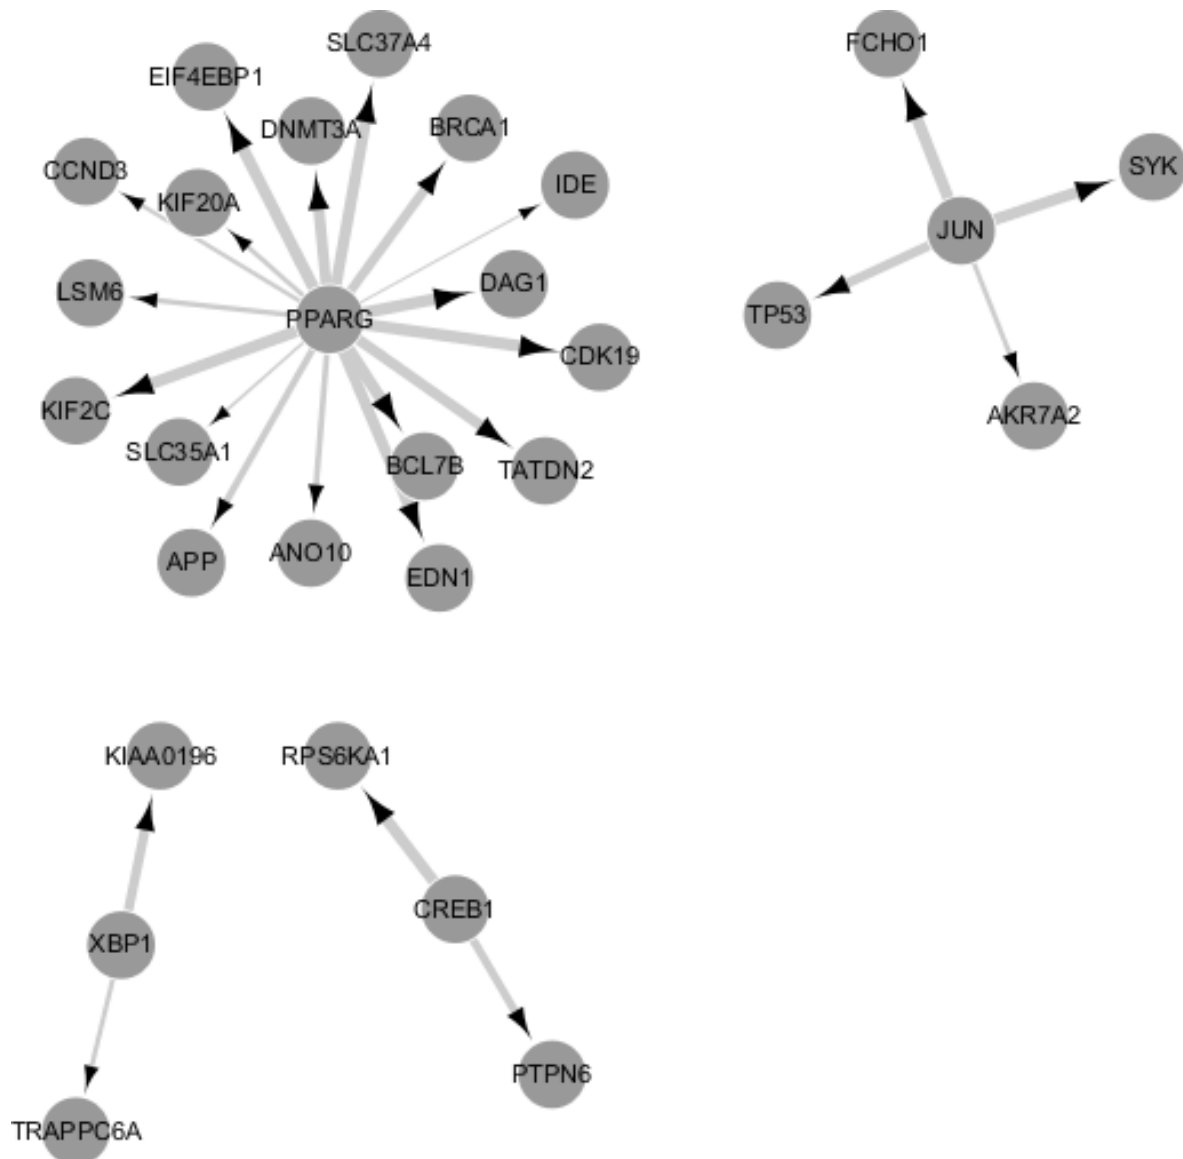 SLC37A4
FCHO1
EIF4EBP1
DNMT3A
BRCA1
CCND3
SYK
IDE
KIF20A
JUN
LSM6
DAG1
TP53
PPARG
CDK19
KIF2C
AKR7A2
SLC35A1
BCL7B
TATDN2
APP
ANO10
EDN1
KIAA0196
RPS6KA1
XBP1
CREB1
PTPN6
TRAPPC6A